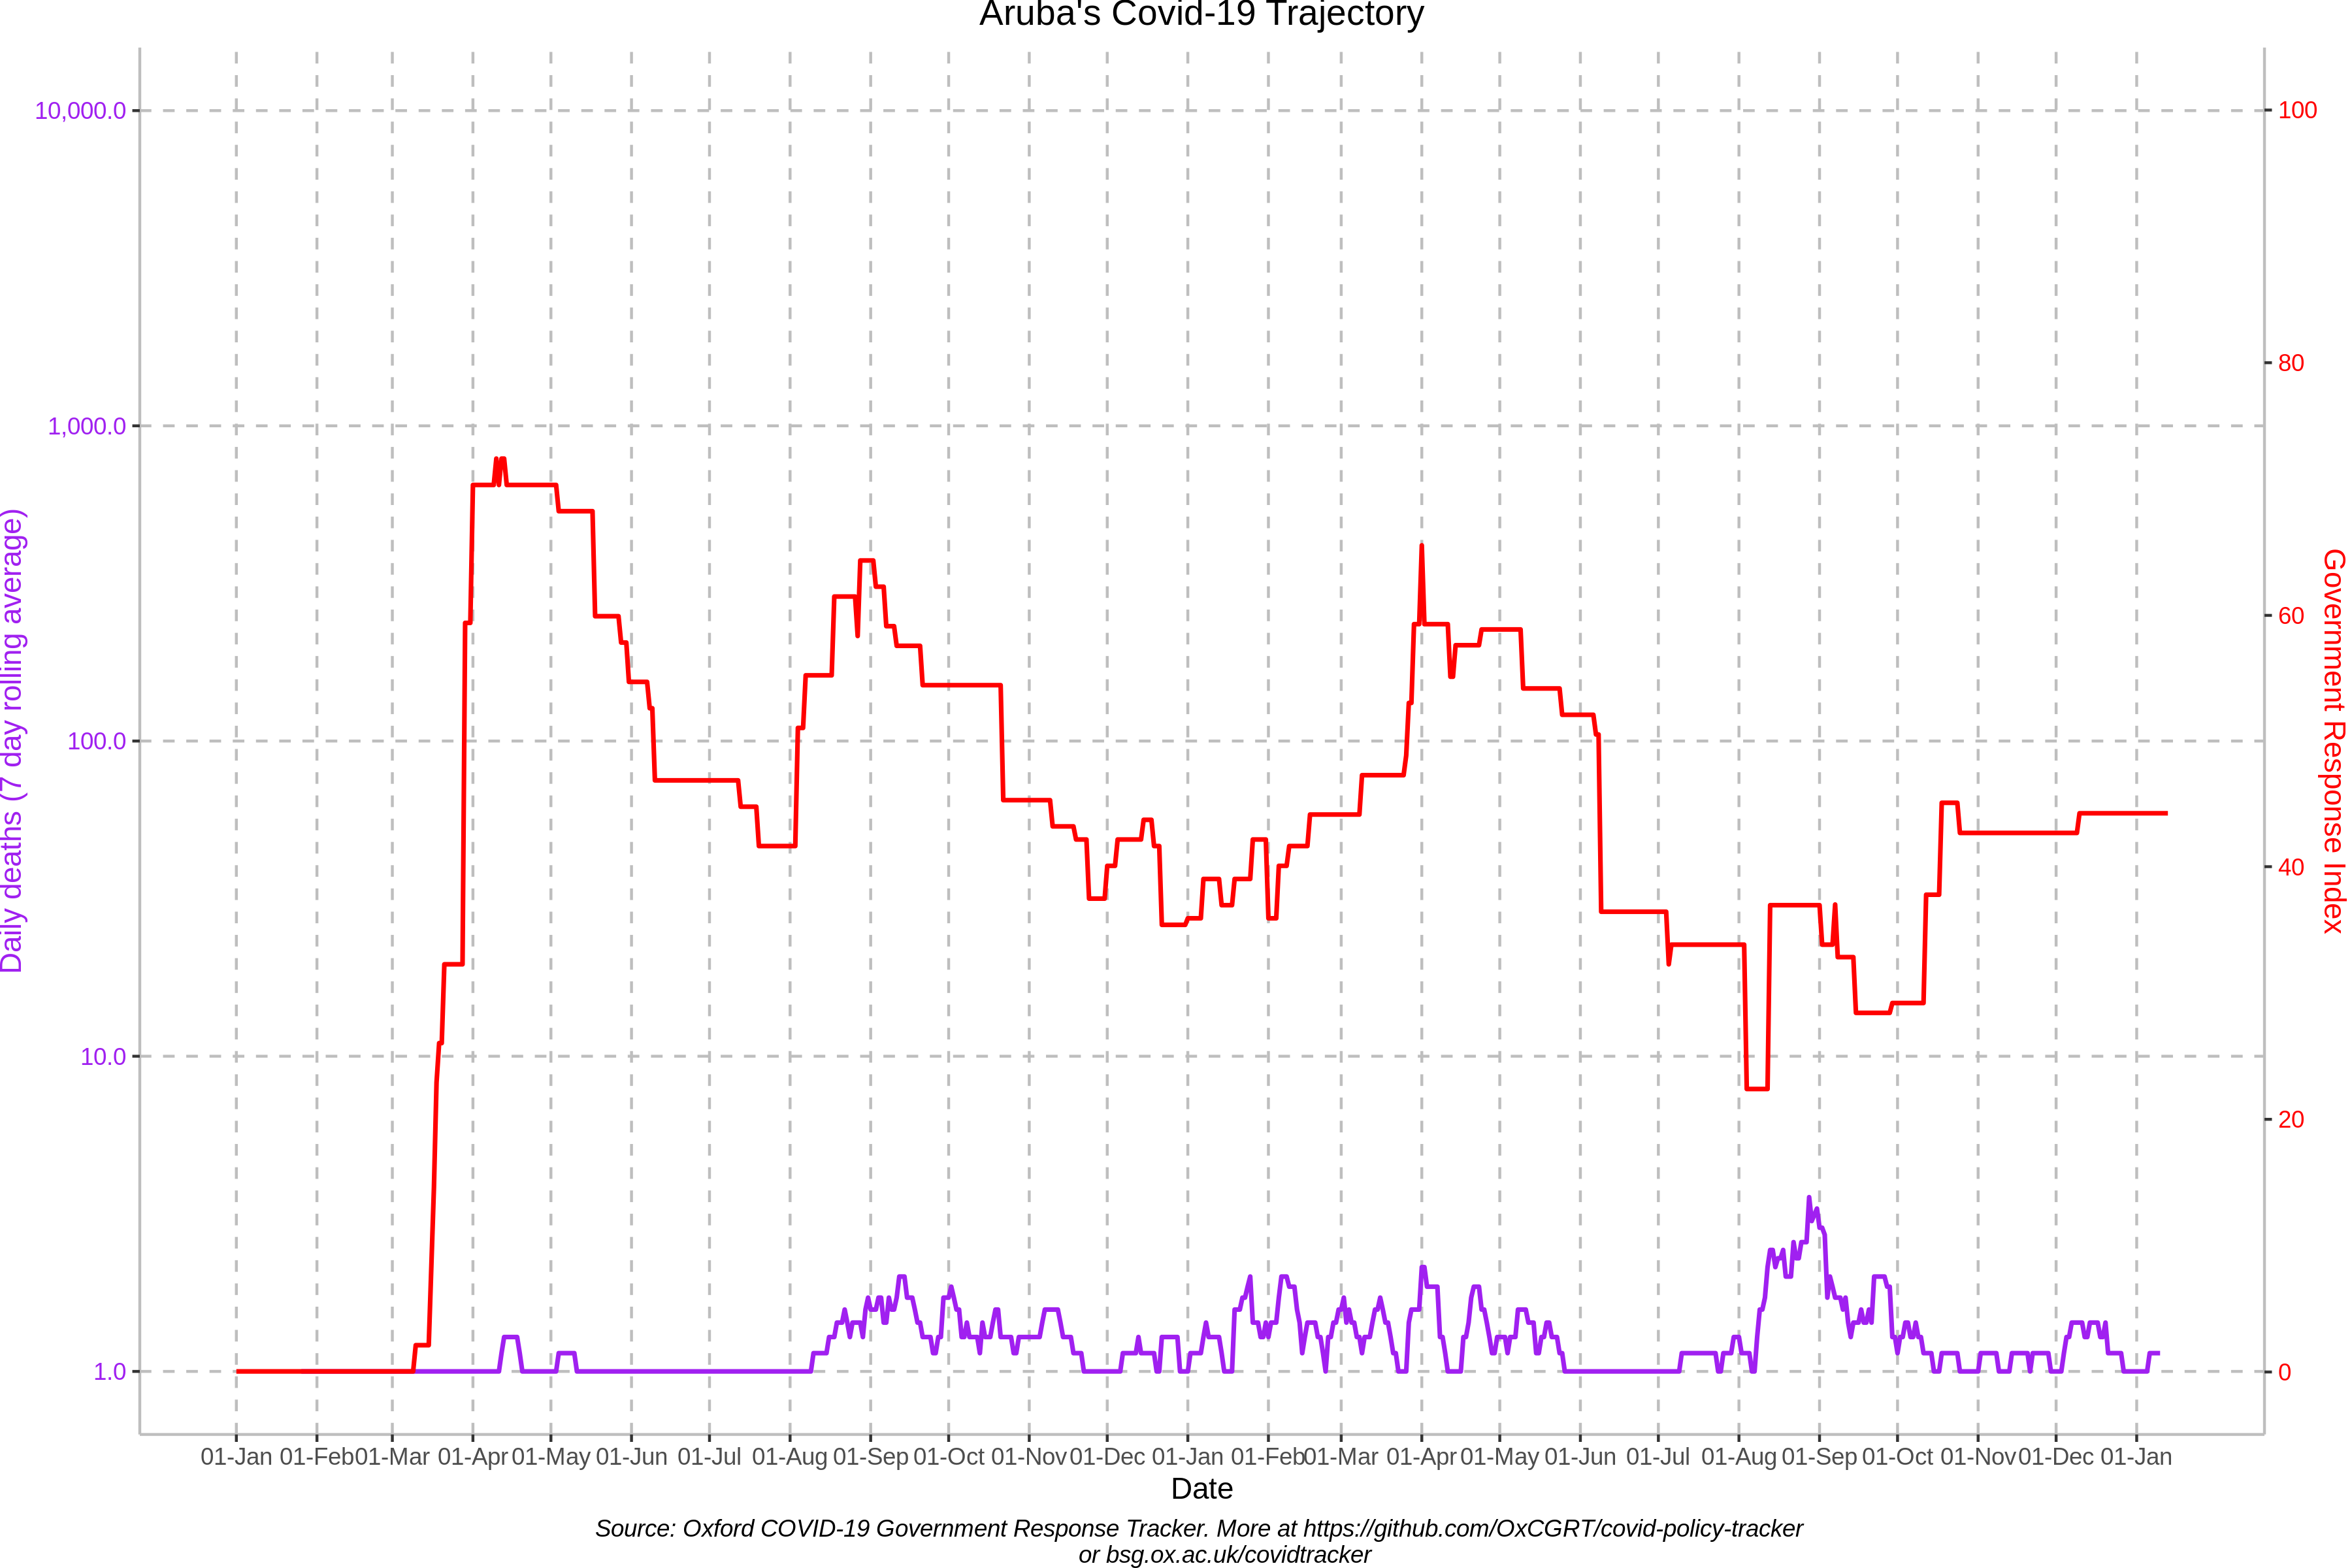 Aruba's Covid-19 Trajectory
10,000.0
1,000.0
100.0
10.0
1.0
Daily deaths (7 day rolling average)
100
80
60
40
20
0
Government Response Index
01-Jan 01-Feb 01-Mar 01-Apr 01-May 01-Jun 01-Jul 01-Aug 01-Sep 01-Oct 01-Nov 01-Dec 01-Jan 01-Feb 01-Mar 01-Apr 01-May 01-Jun 01-Jul 01-Aug 01-Sep 01-Oct 01-Nov 01-Dec 01-Jan
Date
Source: Oxford COVID-19 Government Response Tracker. More at https://github.com/OxCGRT/covid-policy-tracker
or bsg.ox.ac.uk/covidtracker